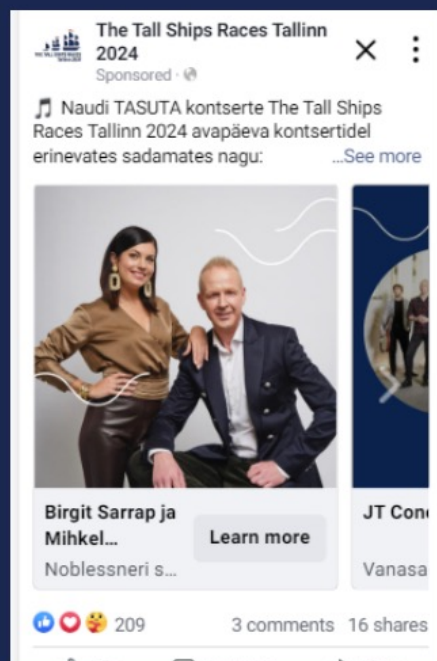 The Tall Ships Races Tallinn
2024
Sponsored ·
🎵 Naudi TASUTA kontserte The Tall Ships
Races Tallinn 2024 avapäeva kontsertidel
erinevates sadamates nagu: ...See more
Birgit Sarrap ja
Mihkel...
Learn more
Noblessneri s...
JT Con
Vanasa
209
3 comments 16 shares